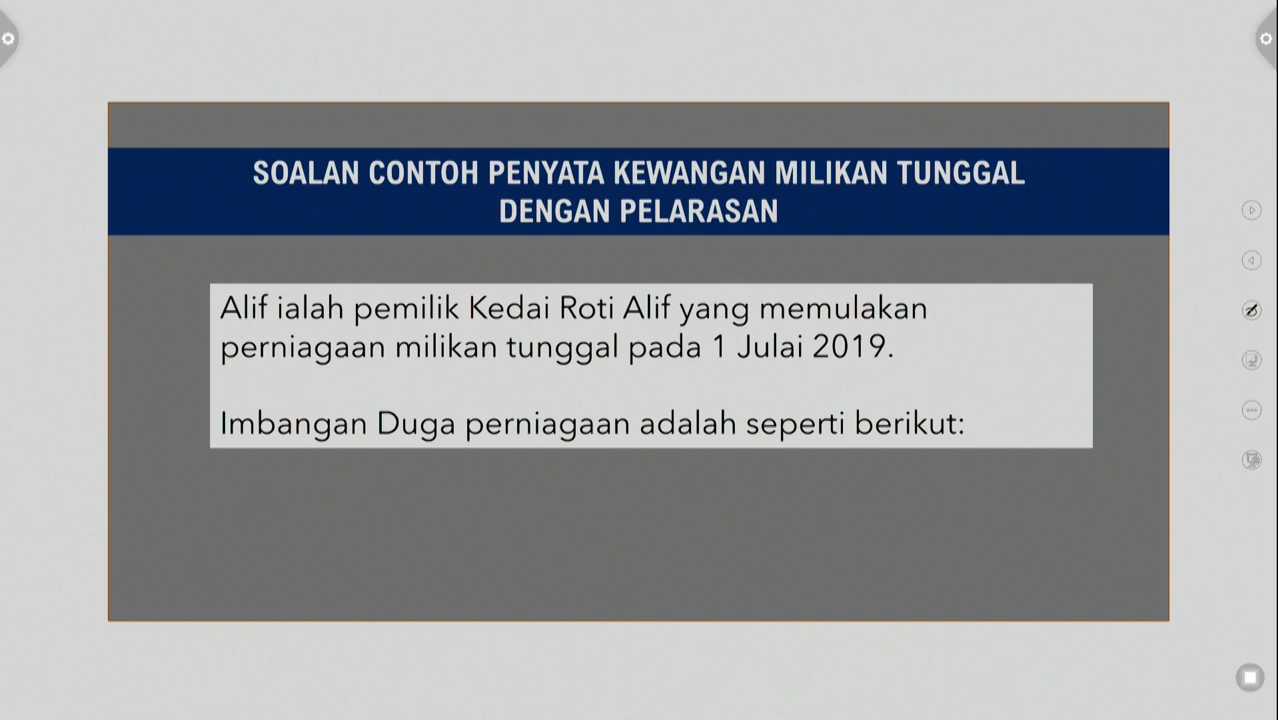 SOALAN CONTOH PENYATA KEWANGAN MILIKAN TUNGGAL
DENGAN PELARASAN
Alif ialah pemilik Kedai Roti Alif yang memulakan
perniagaan milikan tunggal pada 1 Julai 2019.
Imbangan Duga perniagaan adalah seperti berikut: